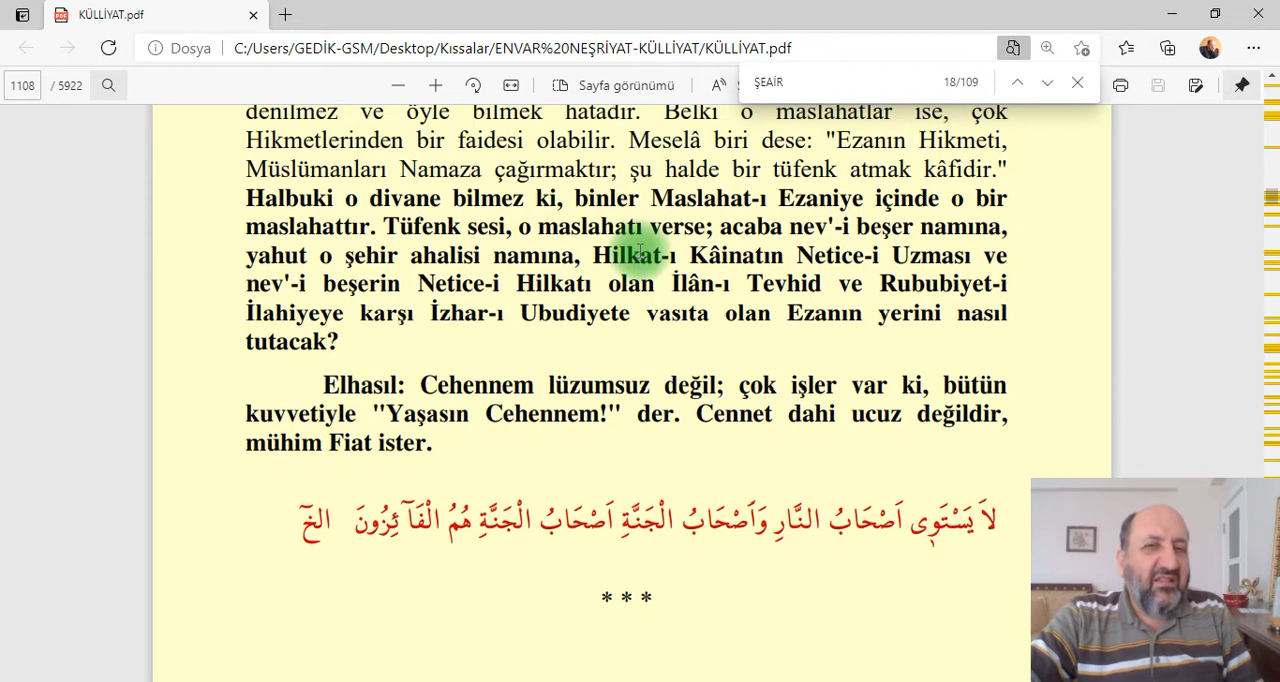 KÜLLİYAT.pdf
Dosya C:/Users/GEDİK-GSM/Desktop/Kıssalar/ENVAR%20NEŞRİYAT-KÜLLİYAT/KÜLLİYAT.pdf
1108 / 5922
Sayfa görünümü
ŞEAİR 18/109
denilmez ve öyle bilmek hatadır. Belki o maslahatlar ise, çok
Hikmetlerinden bir faidesi olabilir. Meselâ biri dese: "Ezanın Hikmeti,
Müslümanları Namaza çağırmaktır; şu halde bir tüfenk atmak kâfidir."
Halbuki o divane bilmez ki, binler Maslahat-ı Ezaniye içinde o bir
maslahattır. Tüfenk sesi, o maslahatı verse; acaba nev'-i beşer namına,
yahut o şehir ahalisi namına, Hilkat-ı Kâinatın Netice-i Uzması ve
nev'-i beşerin Netice-i Hilkatı olan İlân-ı Tevhid ve Rububiyet-i
İlahiyeye karşı İzhar-ı Ubudiyete vasıta olan Ezanın yerini nasıl
tutacak?
Elhasıl: Cehennem lüzumsuz değil; çok işler var ki, bütün
kuvvetiyle "Yaşasın Cehennem!" der. Cennet dahi ucuz değildir,
mühim Fiat ister.
لاَ يَسْتَوِى اَصْحَابُ النَّارِ وَاَصْحَابُ الْجَنَّةِ اَصْحَابُ الْجَنَّةِ هُمُ الْفَآئِزُونَ الخٓ
* * *